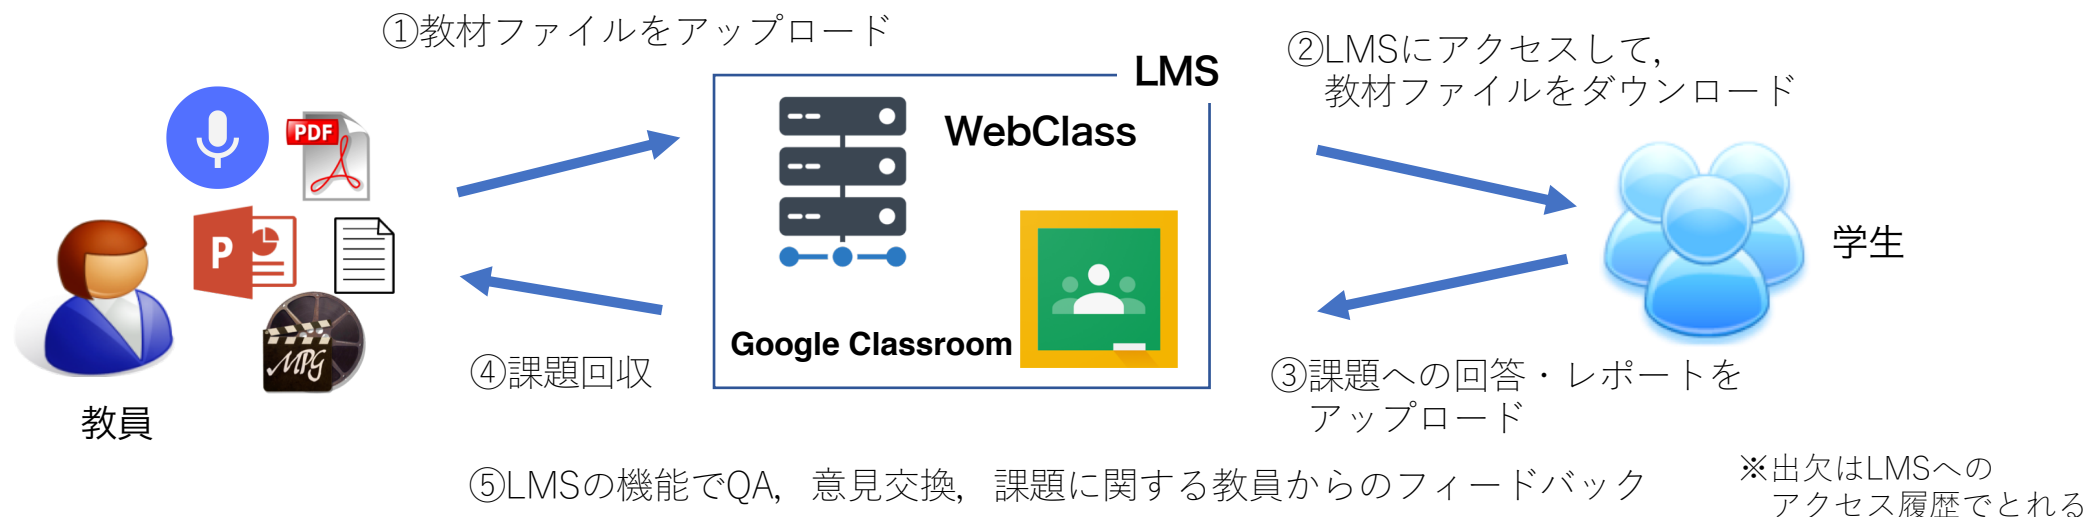 ①教材ファイルをアップロード
②LMSにアクセスして,
教材ファイルをダウンロード
LMS
WebClass
PDF
P
MPG
Google Classroom
学生
教員
④課題回収
③課題への回答・レポートを
アップロード
⑤LMSの機能でQA, 意見交換, 課題に関する教員からのフィードバック
※出欠はLMSへの
アクセス履歴でとれる